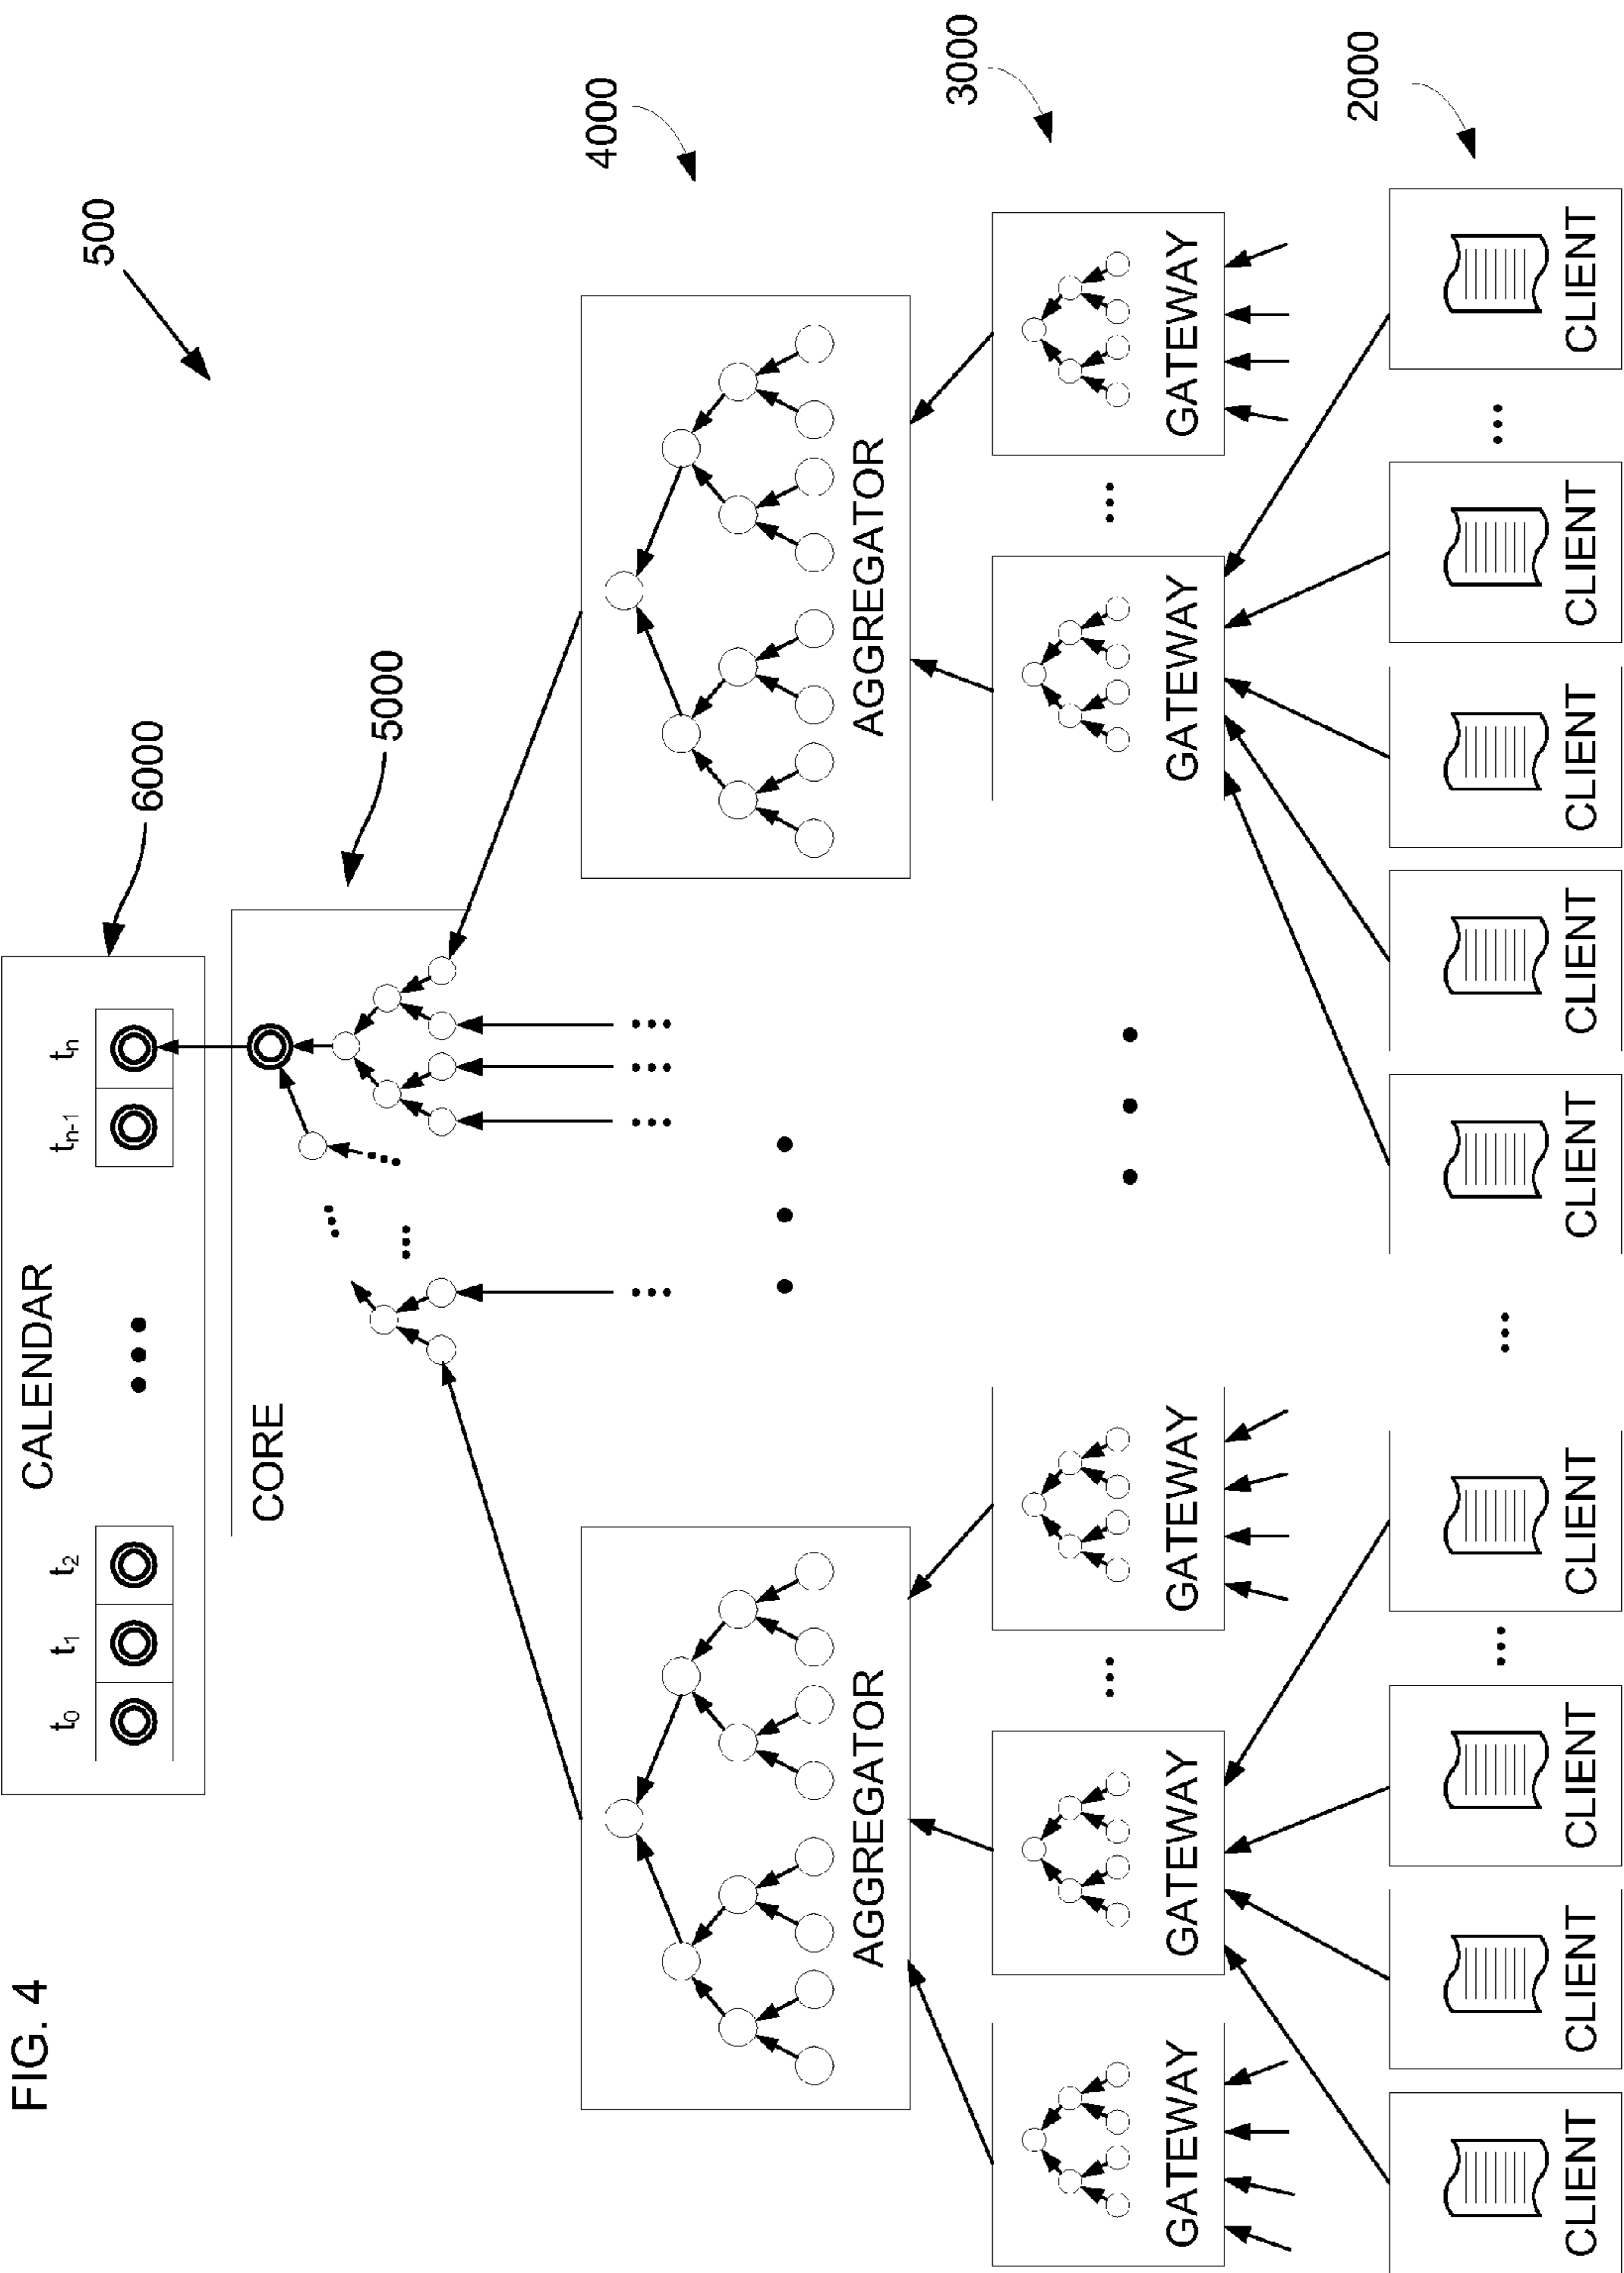 FIG. 4
CALENDAR
t0 t1 t2 tn-1 tn
500
6000
CORE
5000
4000
AGGREGATOR AGGREGATOR
3000
GATEWAY GATEWAY GATEWAY GATEWAY GATEWAY
2000
CLIENT CLIENT CLIENT CLIENT CLIENT CLIENT CLIENT CLIENT CLIENT